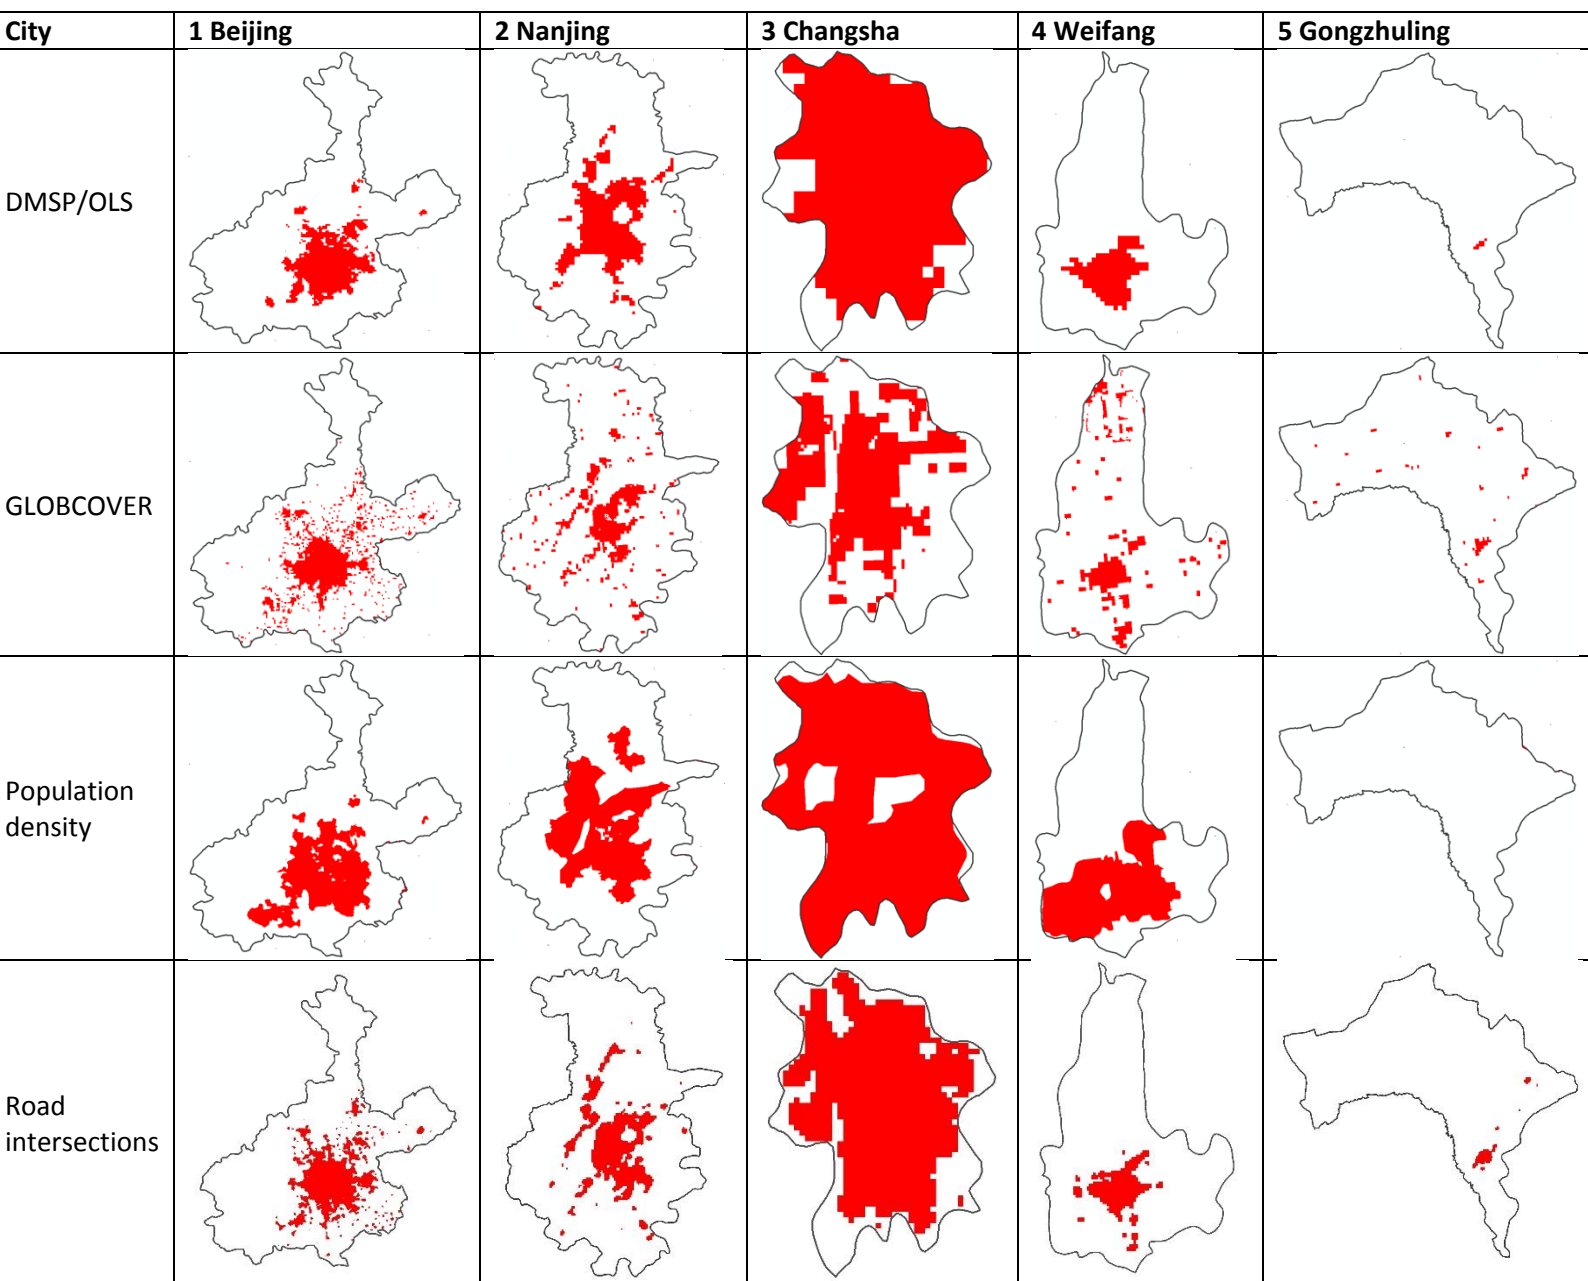 City 1 Beijing 2 Nanjing 3 Changsha 4 Weifang 5 Gongzhuling
DMSP/OLS
GLOBCOVER
Population
density
Road
intersections